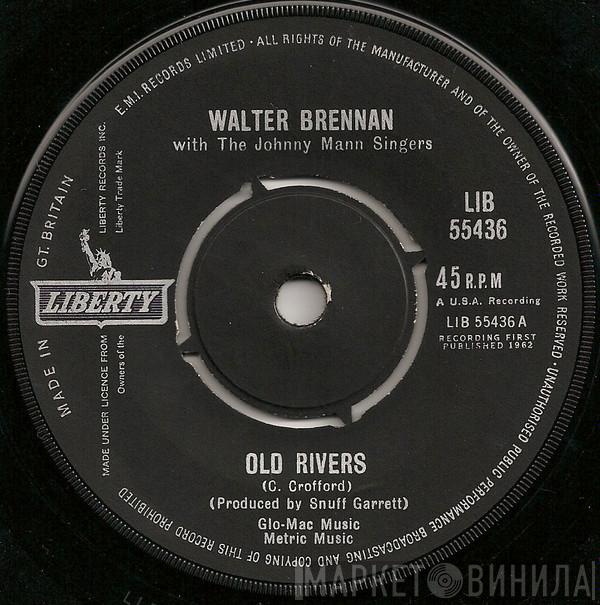 E.M.I. RECORDS LIMITED · ALL RIGHTS OF THE MANUFACTURER AND OF THE OWNER OF THE RECORDED WORK RESERVED · UNAUTHORISED PUBLIC PERFORMANCE BROADCASTING AND COPYING OF THIS RECORD PROHIBITED
MADE IN GT. BRITAIN
WALTER BRENNAN
with The Johnny Mann Singers
LIBERTY RECORDS INC.
Liberty Trade Mark
LIBERTY
MADE UNDER LICENCE FROM
Owners of the
LIB
55436
45 R.P.M
A U.S.A. Recording
LIB 55436 A
RECORDING FIRST
PUBLISHED 1962
OLD RIVERS
(C. Crofford)
(Produced by Snuff Garrett)
Glo-Mac Music
Metric Music
МАРКЕТ ВИНИЛА